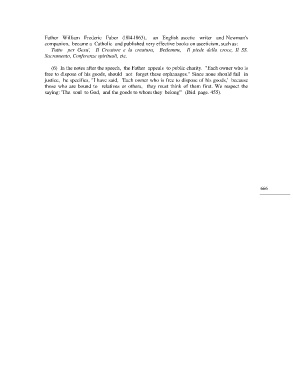 Father William Frederic Faber (1814-1863), an English ascetic writer and Newman's
companion, became a Catholic and published very effective books on asceticism, such as:
Tutto per Gesù, Il Creatore e la creatura, Betlemme, Il piede della croce, Il SS.
Sacramento, Conferenze spirituali, etc.
(6) In the notes after the speech, the Father appeals to public charity. "Each owner who is
free to dispose of his goods, should not forget these orphanages." Since none should fail in
justice, he specifies, "I have said, 'Each owner who is free to dispose of his goods,' because
those who are bound to relatives or others, they must think of them first. We respect the
saying: 'The soul to God, and the goods to whom they belong'" (Ibid. page. 455).